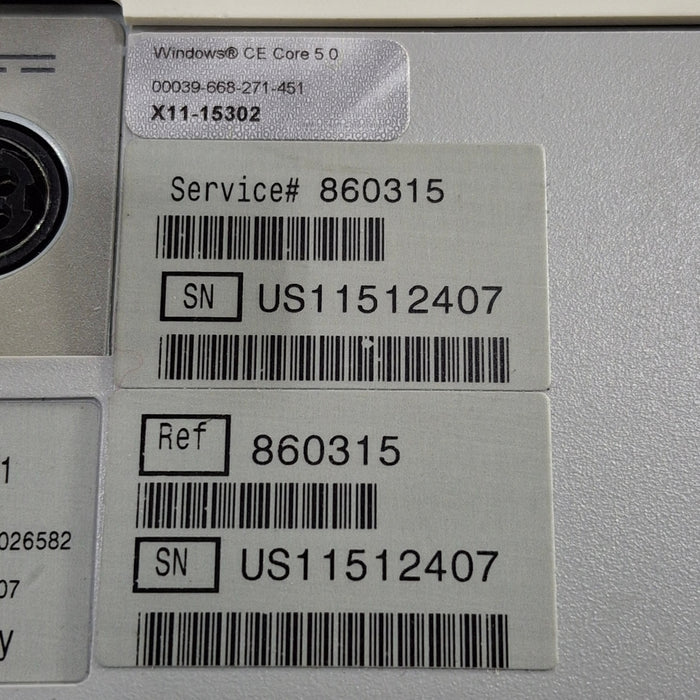 Windows® CE Core 5.0
00039-668-271-451
X11-15302
Service# 860315
SN US11512407
Ref 860315
SN US11512407
1
026582
07
y